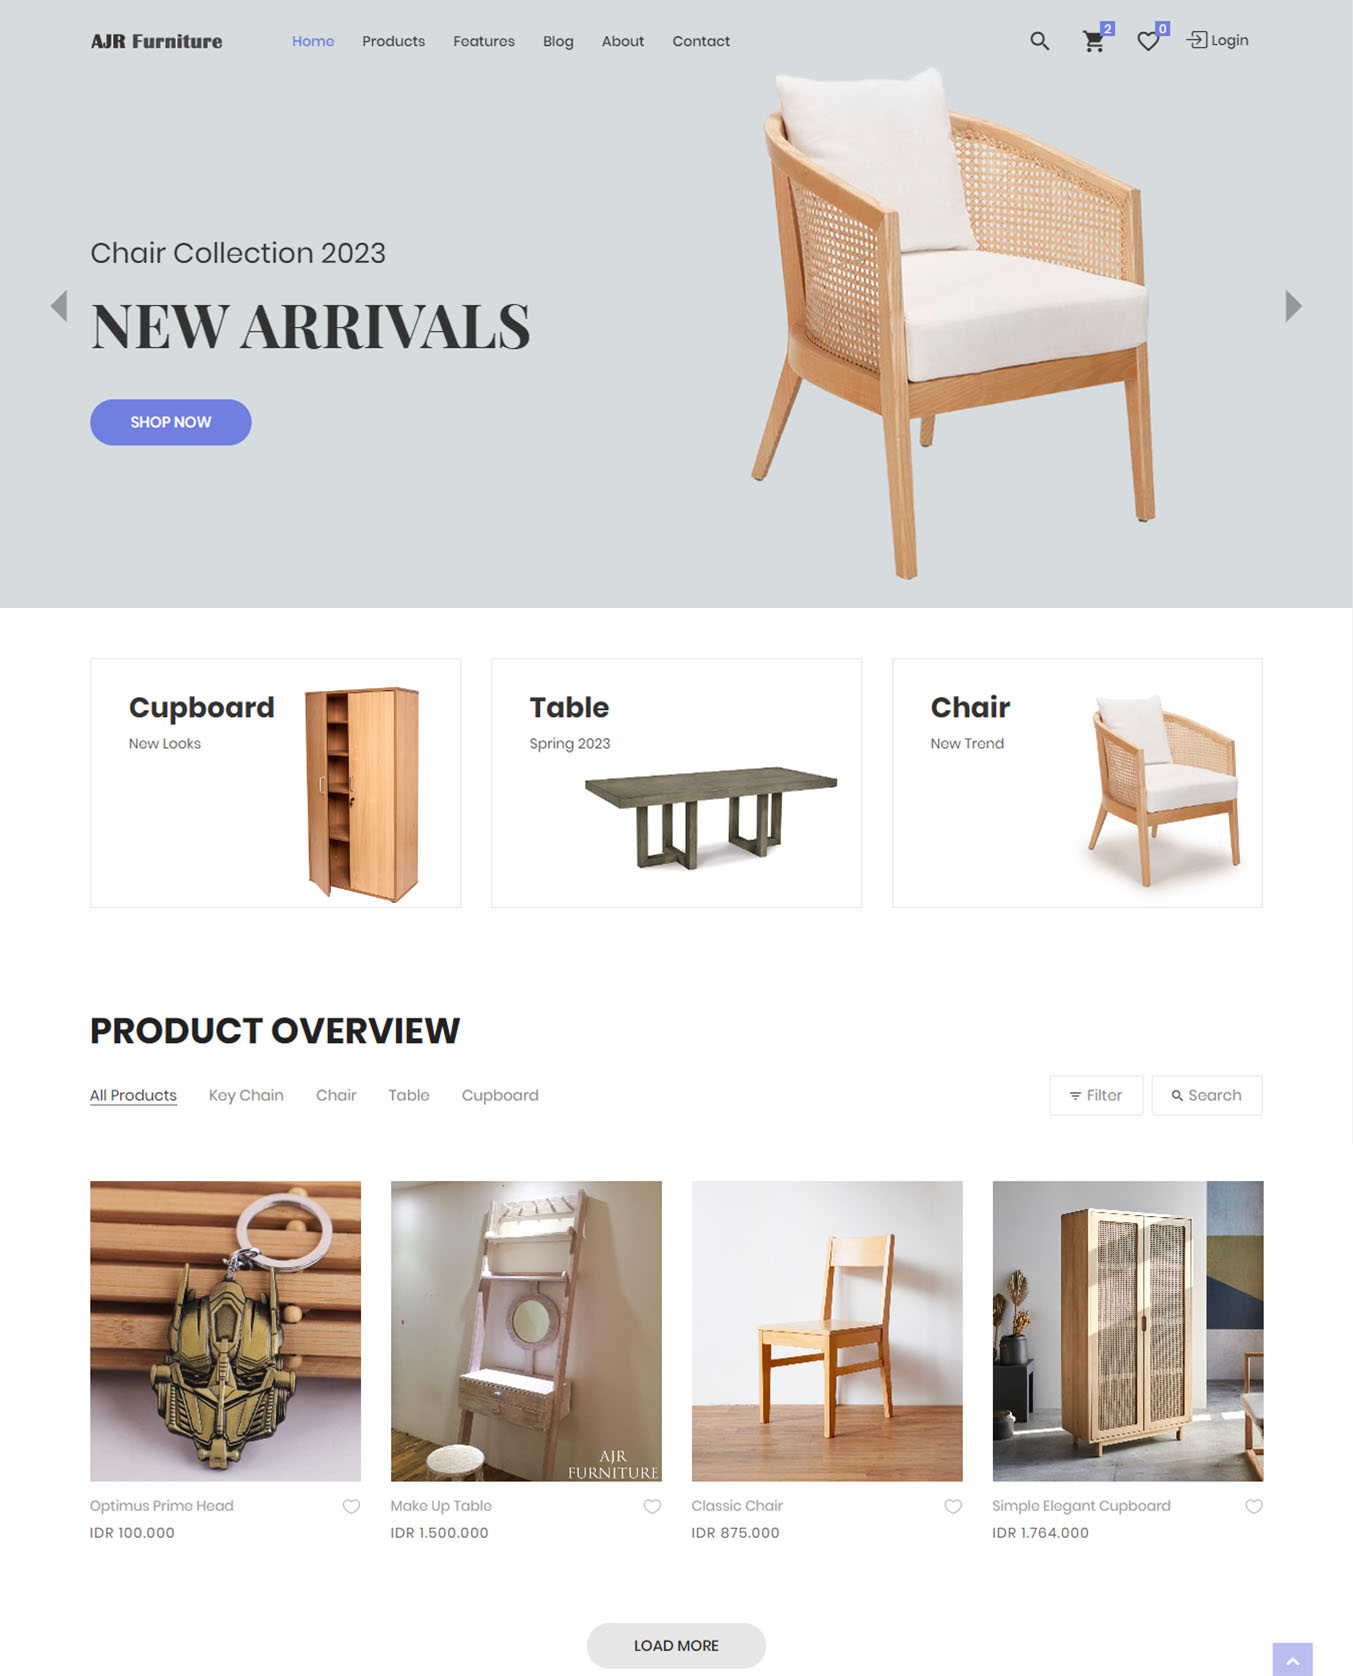 AJR Furniture
Home Products Features Blog About Contact
2
0
Login
Chair Collection 2023
NEW ARRIVALS
SHOP NOW
Cupboard
New Looks
Table
Spring 2023
Chair
New Trend
PRODUCT OVERVIEW
All Products Key Chain Chair Table Cupboard
Filter
Search
AJR
FURNITURE
Optimus Prime Head
IDR 100.000
Make Up Table
IDR 1.500.000
Classic Chair
IDR 875.000
Simple Elegant Cupboard
IDR 1.764.000
LOAD MORE